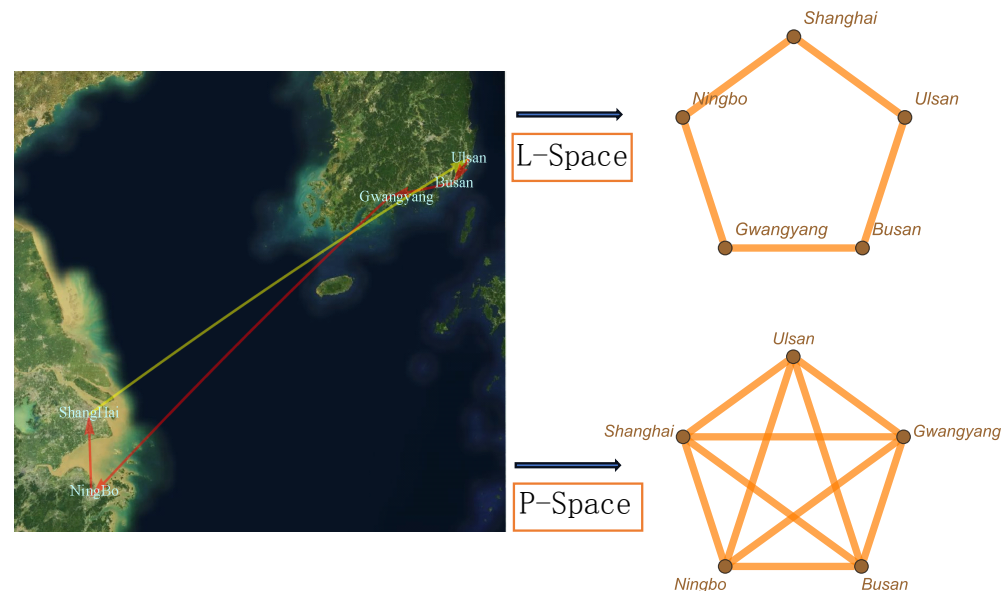 Ulsan
Busan
Gwangyang
ShangHai
NingBo
L-Space
P-Space
Shanghai
Ningbo
Ulsan
Gwangyang
Busan
Ulsan
Shanghai
Gwangyang
Ningbo
Busan